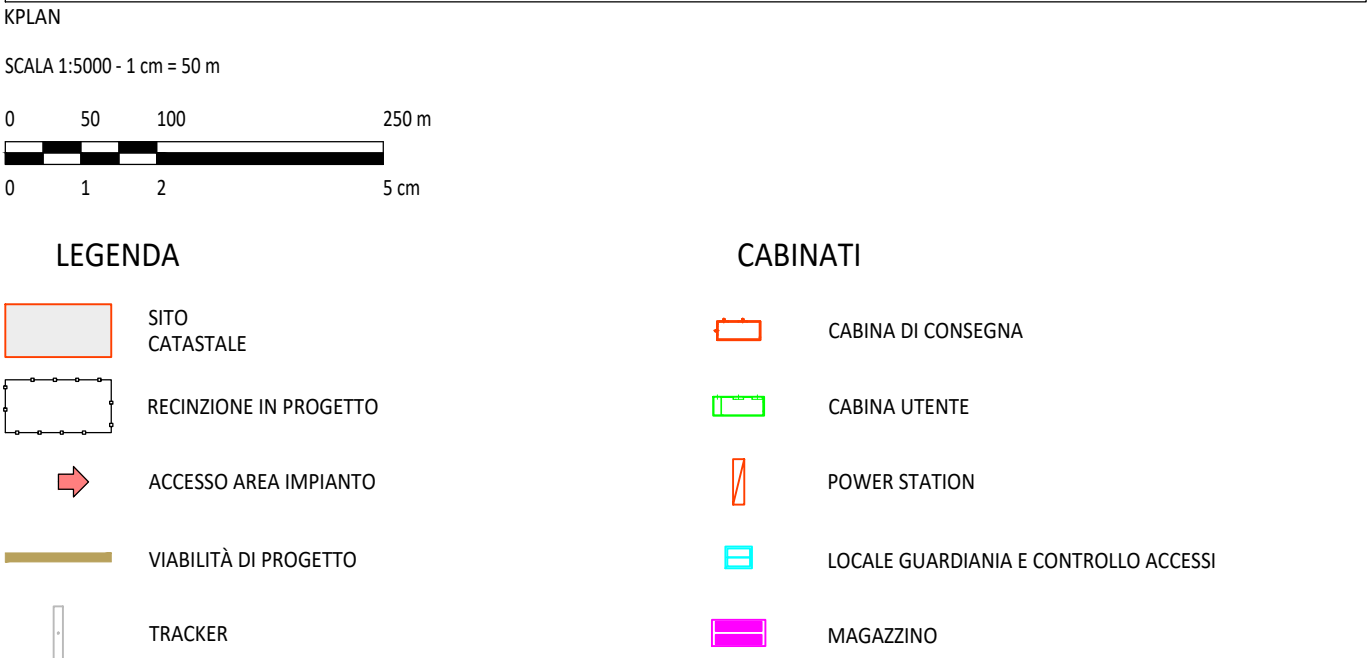 KPLAN
SCALA 1:5000 - 1 cm = 50 m
0 50 100 250 m
0 1 2 5 cm
LEGENDA
SITO
CATASTALE
RECINZIONE IN PROGETTO
ACCESSO AREA IMPIANTO
VIABILITÀ DI PROGETTO
TRACKER
CABINATI
CABINA DI CONSEGNA
CABINA UTENTE
POWER STATION
LOCALE GUARDIANIA E CONTROLLO ACCESSI
MAGAZZINO